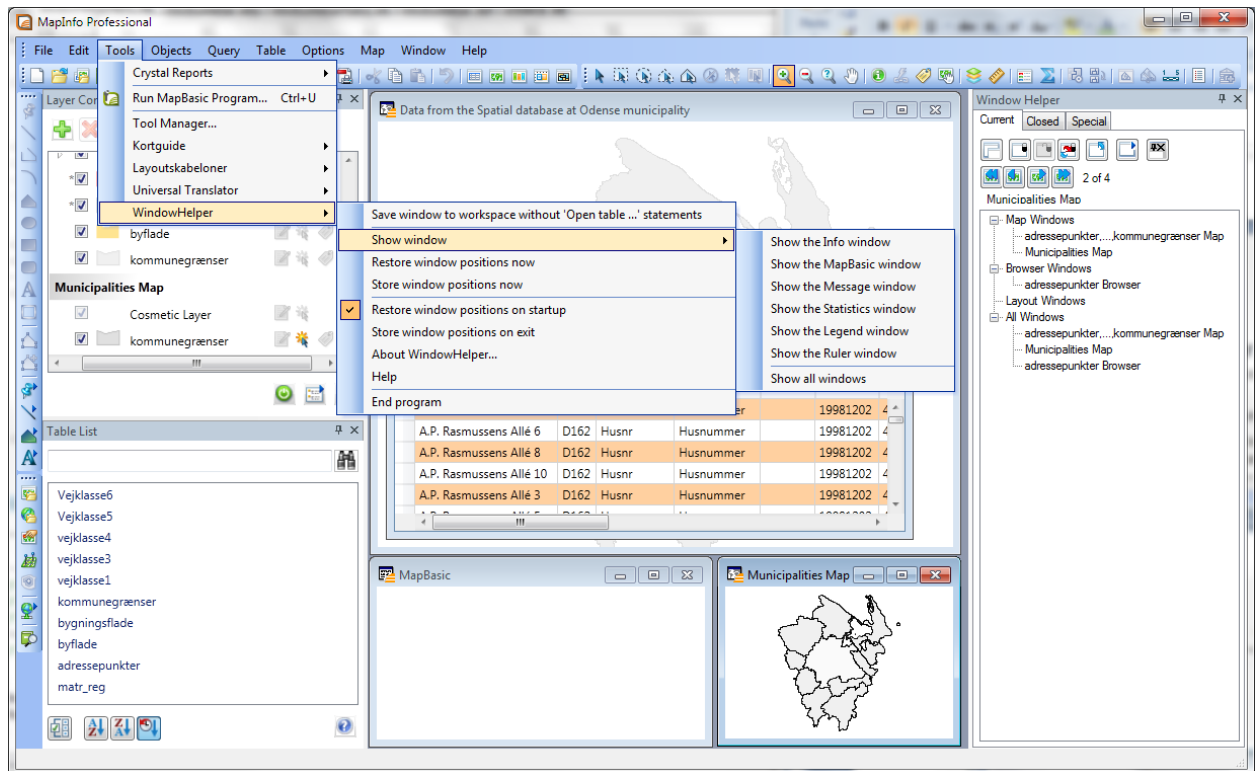 MapInfo Professional
File Edit Tools Objects Query Table Options Map Window Help
Crystal Reports
Run MapBasic Program... Ctrl+U
Tool Manager...
Kortguide
Layoutskabeloner
Universal Translator
WindowHelper
Save window to workspace without 'Open table ...' statements
Show window
Restore window positions now
Store window positions now
Restore window positions on startup
Store window positions on exit
About WindowHelper...
Help
End program
Show the Info window
Show the MapBasic window
Show the Message window
Show the Statistics window
Show the Legend window
Show the Ruler window
Show all windows
Layer Con
byflade
kommunegrænser
Municipalities Map
Cosmetic Layer
kommunegrænser
Table List
Vejklasse6
Vejklasse5
vejklasse4
vejklasse3
vejklasse1
kommunegrænser
bygningsflade
byflade
adressepunkter
matr_reg
Data from the Spatial database at Odense municipality
er 19981202 4
A.P. Rasmussens Allé 6 D162 Husnr Husnummer 19981202 4
A.P. Rasmussens Allé 8 D162 Husnr Husnummer 19981202 4
A.P. Rasmussens Allé 10 D162 Husnr Husnummer 19981202 4
A.P. Rasmussens Allé 3 D162 Husnr Husnummer 19981202 4
MapBasic
Municipalities Map
Window Helper
Current Closed Special
2 of 4
Municipalities Map
Map Windows
adressepunkter,...,kommunegrænser Map
Municipalities Map
Browser Windows
adressepunkter Browser
Layout Windows
All Windows
adressepunkter,...,kommunegrænser Map
Municipalities Map
adressepunkter Browser